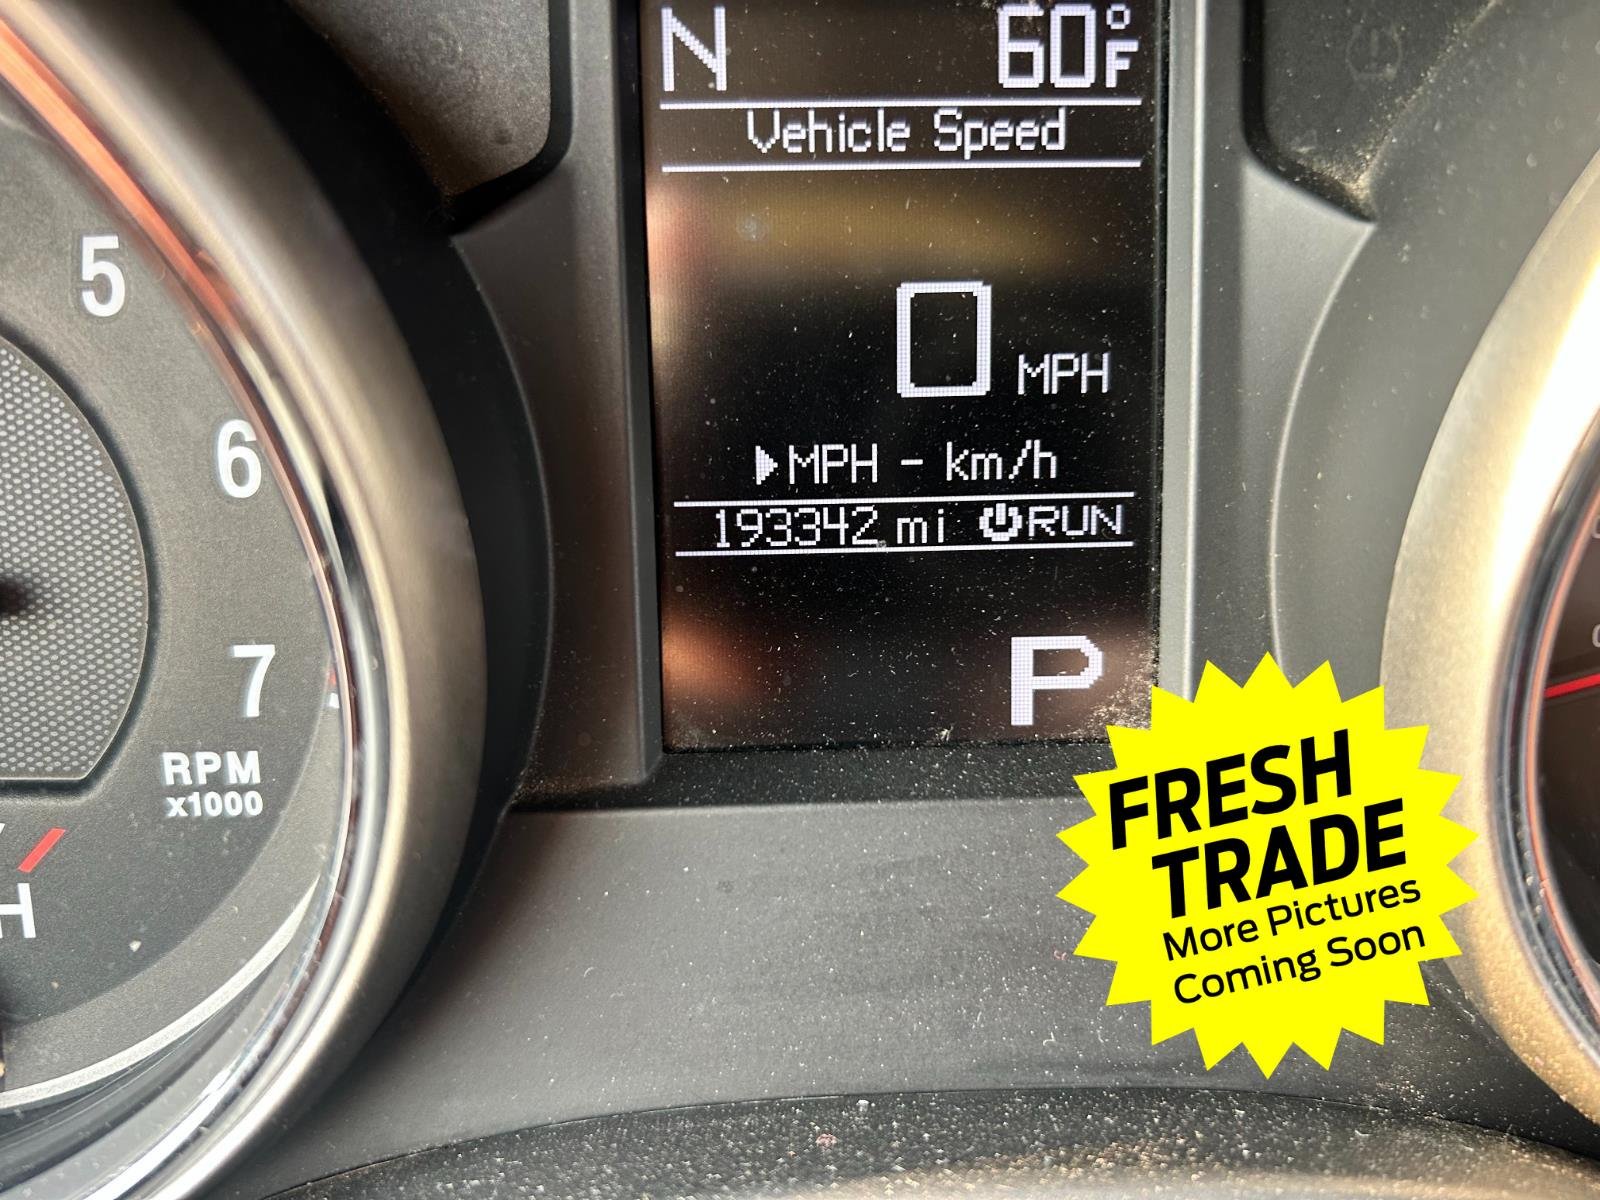 N 60°F
Vehicle Speed
0 MPH
▶MPH - km/h
193342 mi ⏻RUN
P
5
6
7
RPM
x1000
H
FRESH
TRADE
More Pictures
Coming Soon